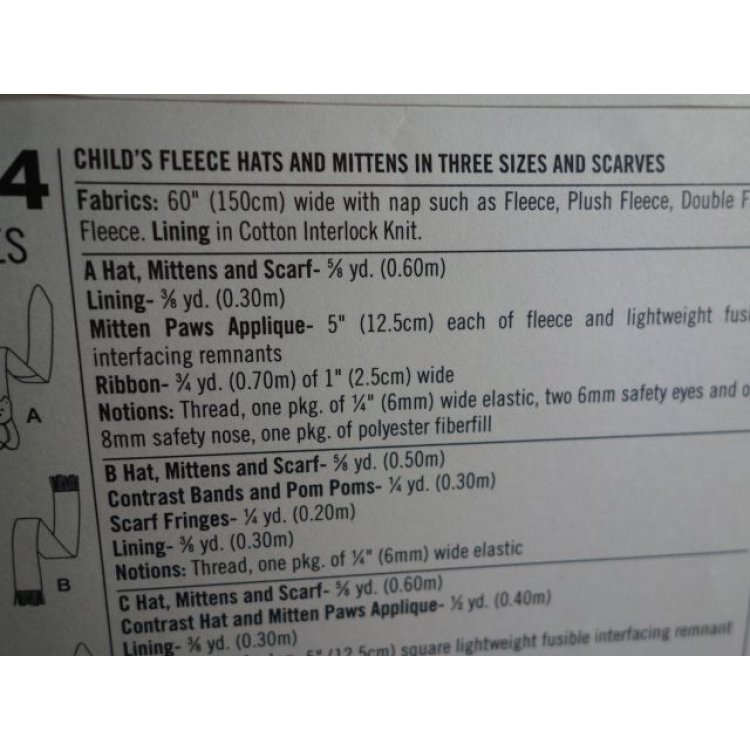 4
CHILD'S FLEECE HATS AND MITTENS IN THREE SIZES AND SCARVES
Fabrics: 60" (150cm) wide with nap such as Fleece, Plush Fleece, Double F
Fleece. Lining in Cotton Interlock Knit.
ES
A Hat, Mittens and Scarf- ⅝ yd. (0.60m)
Lining- ⅜ yd. (0.30m)
Mitten Paws Applique- 5" (12.5cm) each of fleece and lightweight fusi
interfacing remnants
Ribbon- ¾ yd. (0.70m) of 1" (2.5cm) wide
A
Notions: Thread, one pkg. of ¼" (6mm) wide elastic, two 6mm safety eyes and o
8mm safety nose, one pkg. of polyester fiberfill
B Hat, Mittens and Scarf- ⅝ yd. (0.50m)
Contrast Bands and Pom Poms- ¼ yd. (0.30m)
Scarf Fringes- ¼ yd. (0.20m)
Lining- ⅜ yd. (0.30m)
Notions: Thread, one pkg. of ¼" (6mm) wide elastic
B
C Hat, Mittens and Scarf- ⅝ yd. (0.60m)
Contrast Hat and Mitten Paws Applique- ½ yd. (0.40m)
Lining- ⅜ yd. (0.30m)
5" (12.5cm) square lightweight fusible interfacing remnant